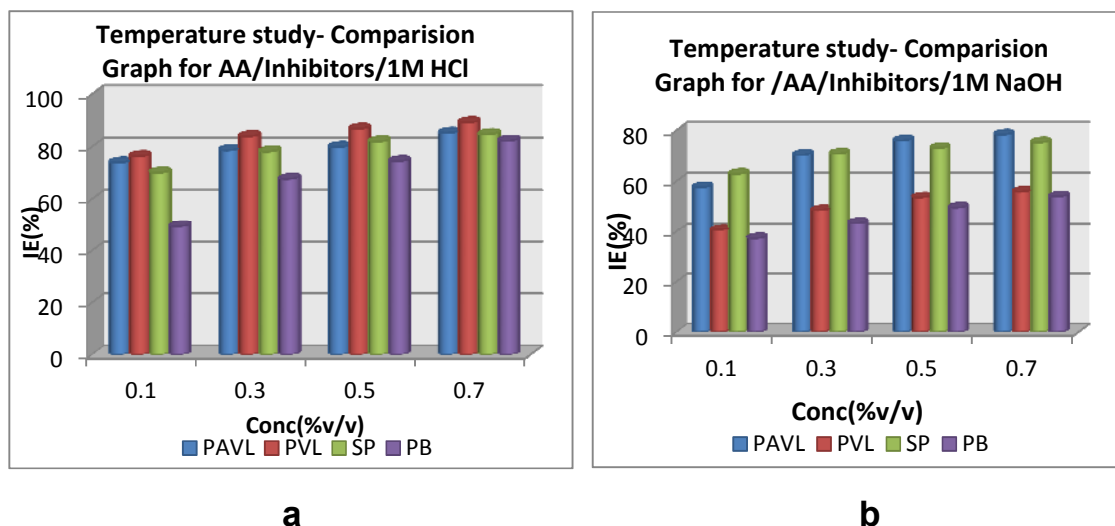 Temperature study- Comparision
Graph for AA/Inhibitors/1M HCl
100
80
60
40
20
0
IE(%)
0.1 0.3 0.5 0.7
Conc(%v/v)
PAVL PVL SP PB
a
Temperature study- Comparision
Graph for /AA/Inhibitors/1M NaOH
80
60
40
20
0
IE(%)
0.1 0.3 0.5 0.7
Conc(%v/v)
PAVL PVL SP PB
b